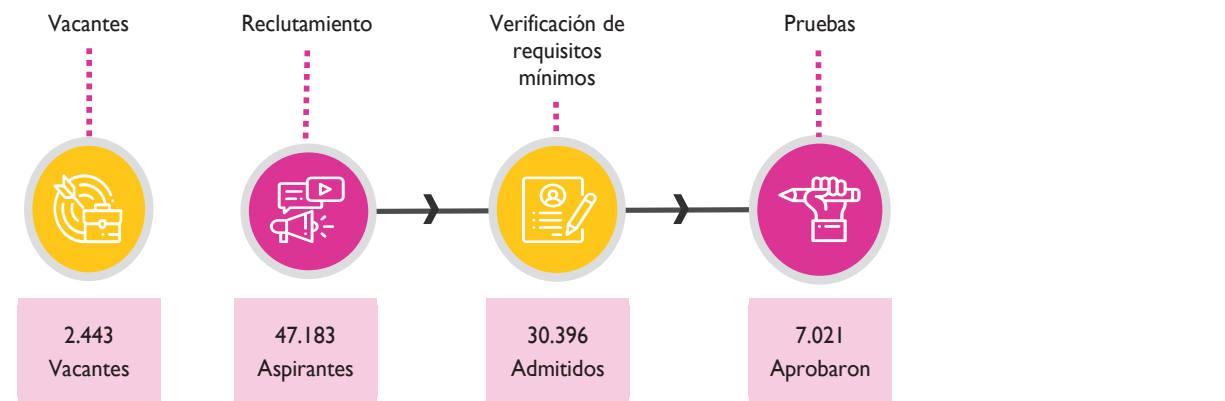 Vacantes
Reclutamiento
Verificación de
requisitos
mínimos
Pruebas
2.443
Vacantes
47.183
Aspirantes
30.396
Admitidos
7.021
Aprobaron